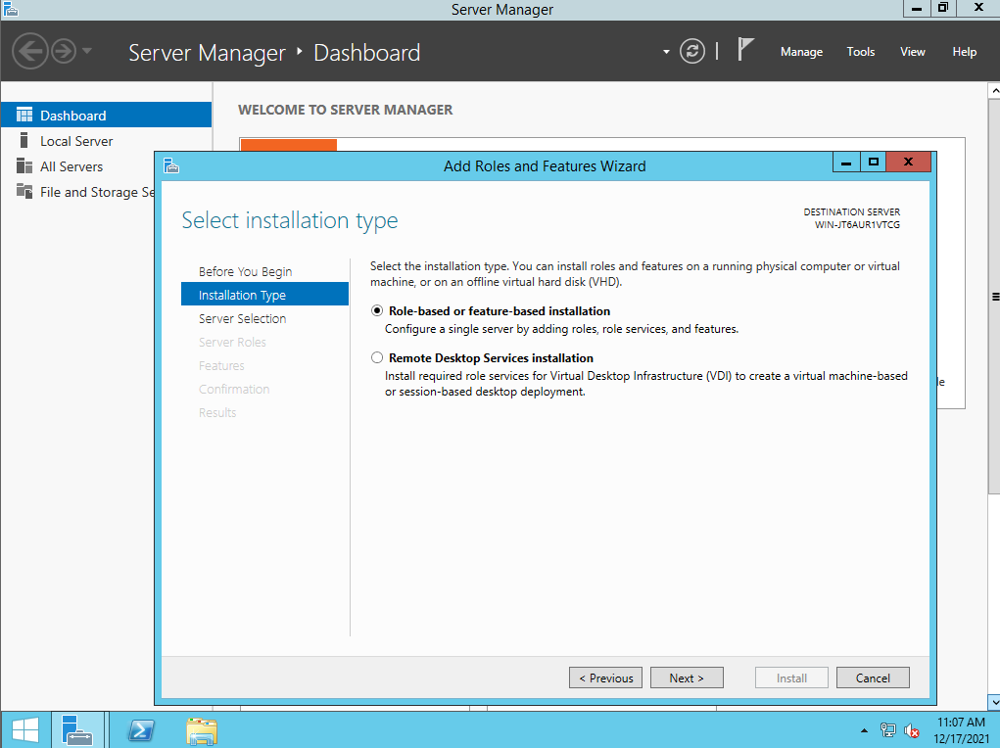 Server Manager
Server Manager
Dashboard
Manage
Tools
View
Help
Dashboard
Local Server
All Servers
File and Storage Se
WELCOME TO SERVER MANAGER
Add Roles and Features Wizard
Select installation type
DESTINATION SERVER
WIN-JT6AUR1VTCG
Before You Begin
Installation Type
Server Selection
Server Roles
Features
Confirmation
Results
Select the installation type. You can install roles and features on a running physical computer or virtual
machine, or on an offline virtual hard disk (VHD).
Role-based or feature-based installation
Configure a single server by adding roles, role services, and features.
Remote Desktop Services installation
Install required role services for Virtual Desktop Infrastructure (VDI) to create a virtual machine-based
or session-based desktop deployment.
< Previous
Next >
Install
Cancel
11:07 AM
12/17/2021